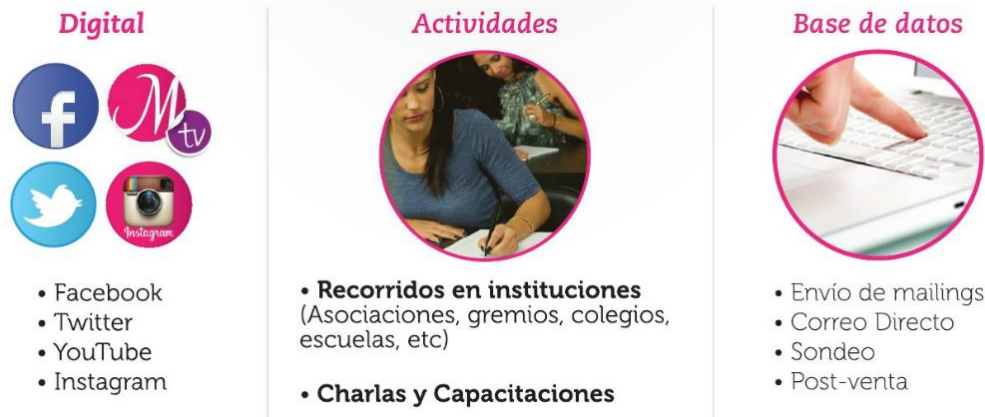 Digital
M
tv
Instagram
• Facebook
• Twitter
• YouTube
• Instagram
Actividades
• Recorridos en instituciones
(Asociaciones, gremios, colegios,
escuelas, etc)
• Charlas y Capacitaciones
Base de datos
• Envío de mailings
• Correo Directo
• Sondeo
• Post-venta